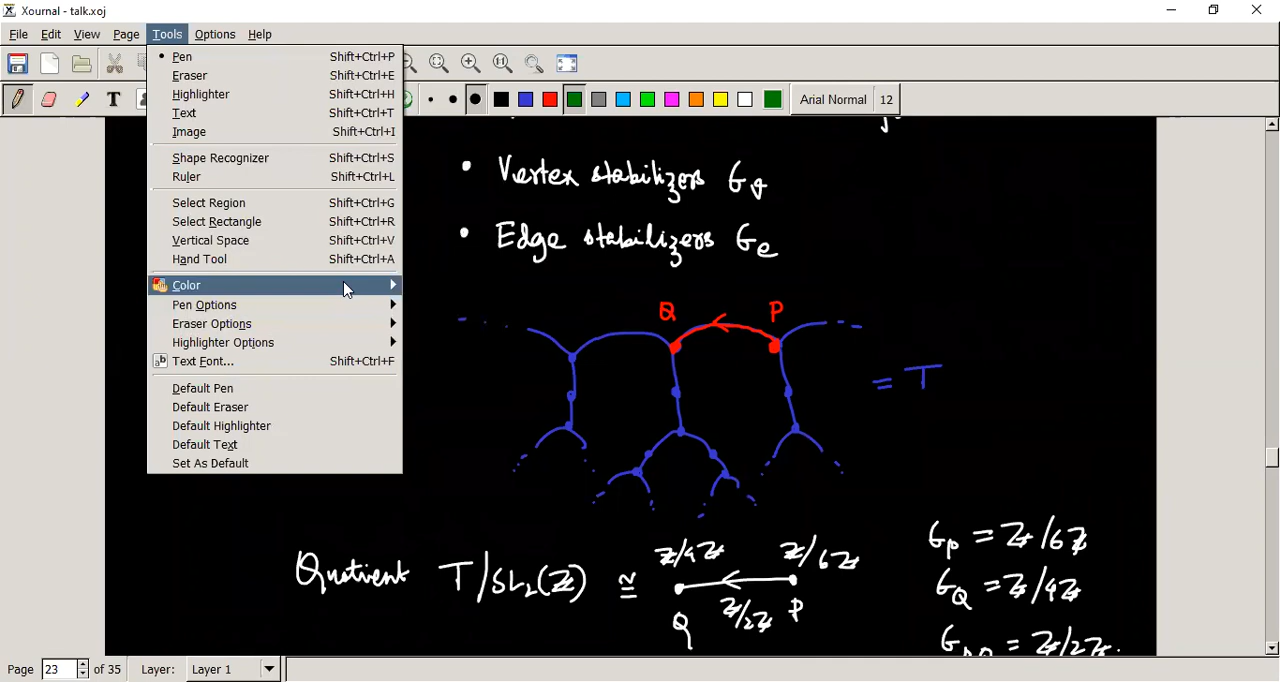 Xournal - talk.xoj
File Edit View Page Tools Options Help
Pen Shift+Ctrl+P
Eraser Shift+Ctrl+E
Highlighter Shift+Ctrl+H
Text Shift+Ctrl+T
Image Shift+Ctrl+I
Shape Recognizer Shift+Ctrl+S
Ruler Shift+Ctrl+L
Select Region Shift+Ctrl+G
Select Rectangle Shift+Ctrl+R
Vertical Space Shift+Ctrl+V
Hand Tool Shift+Ctrl+A
Color
Pen Options
Eraser Options
Highlighter Options
Text Font... Shift+Ctrl+F
Default Pen
Default Eraser
Default Highlighter
Default Text
Set As Default
T Arial Normal 12
• Vertex stabilizers G_v
• Edge stabilizers G_e
Q P
= T
Quotient T/SL₂(ℤ) ≅
ℤ/4ℤ ℤ/6ℤ
ℤ/2ℤ
Q P
G_P = ℤ/6ℤ
G_Q = ℤ/4ℤ
G_PQ = ℤ/2ℤ.
Page 23 of 35 Layer: Layer 1